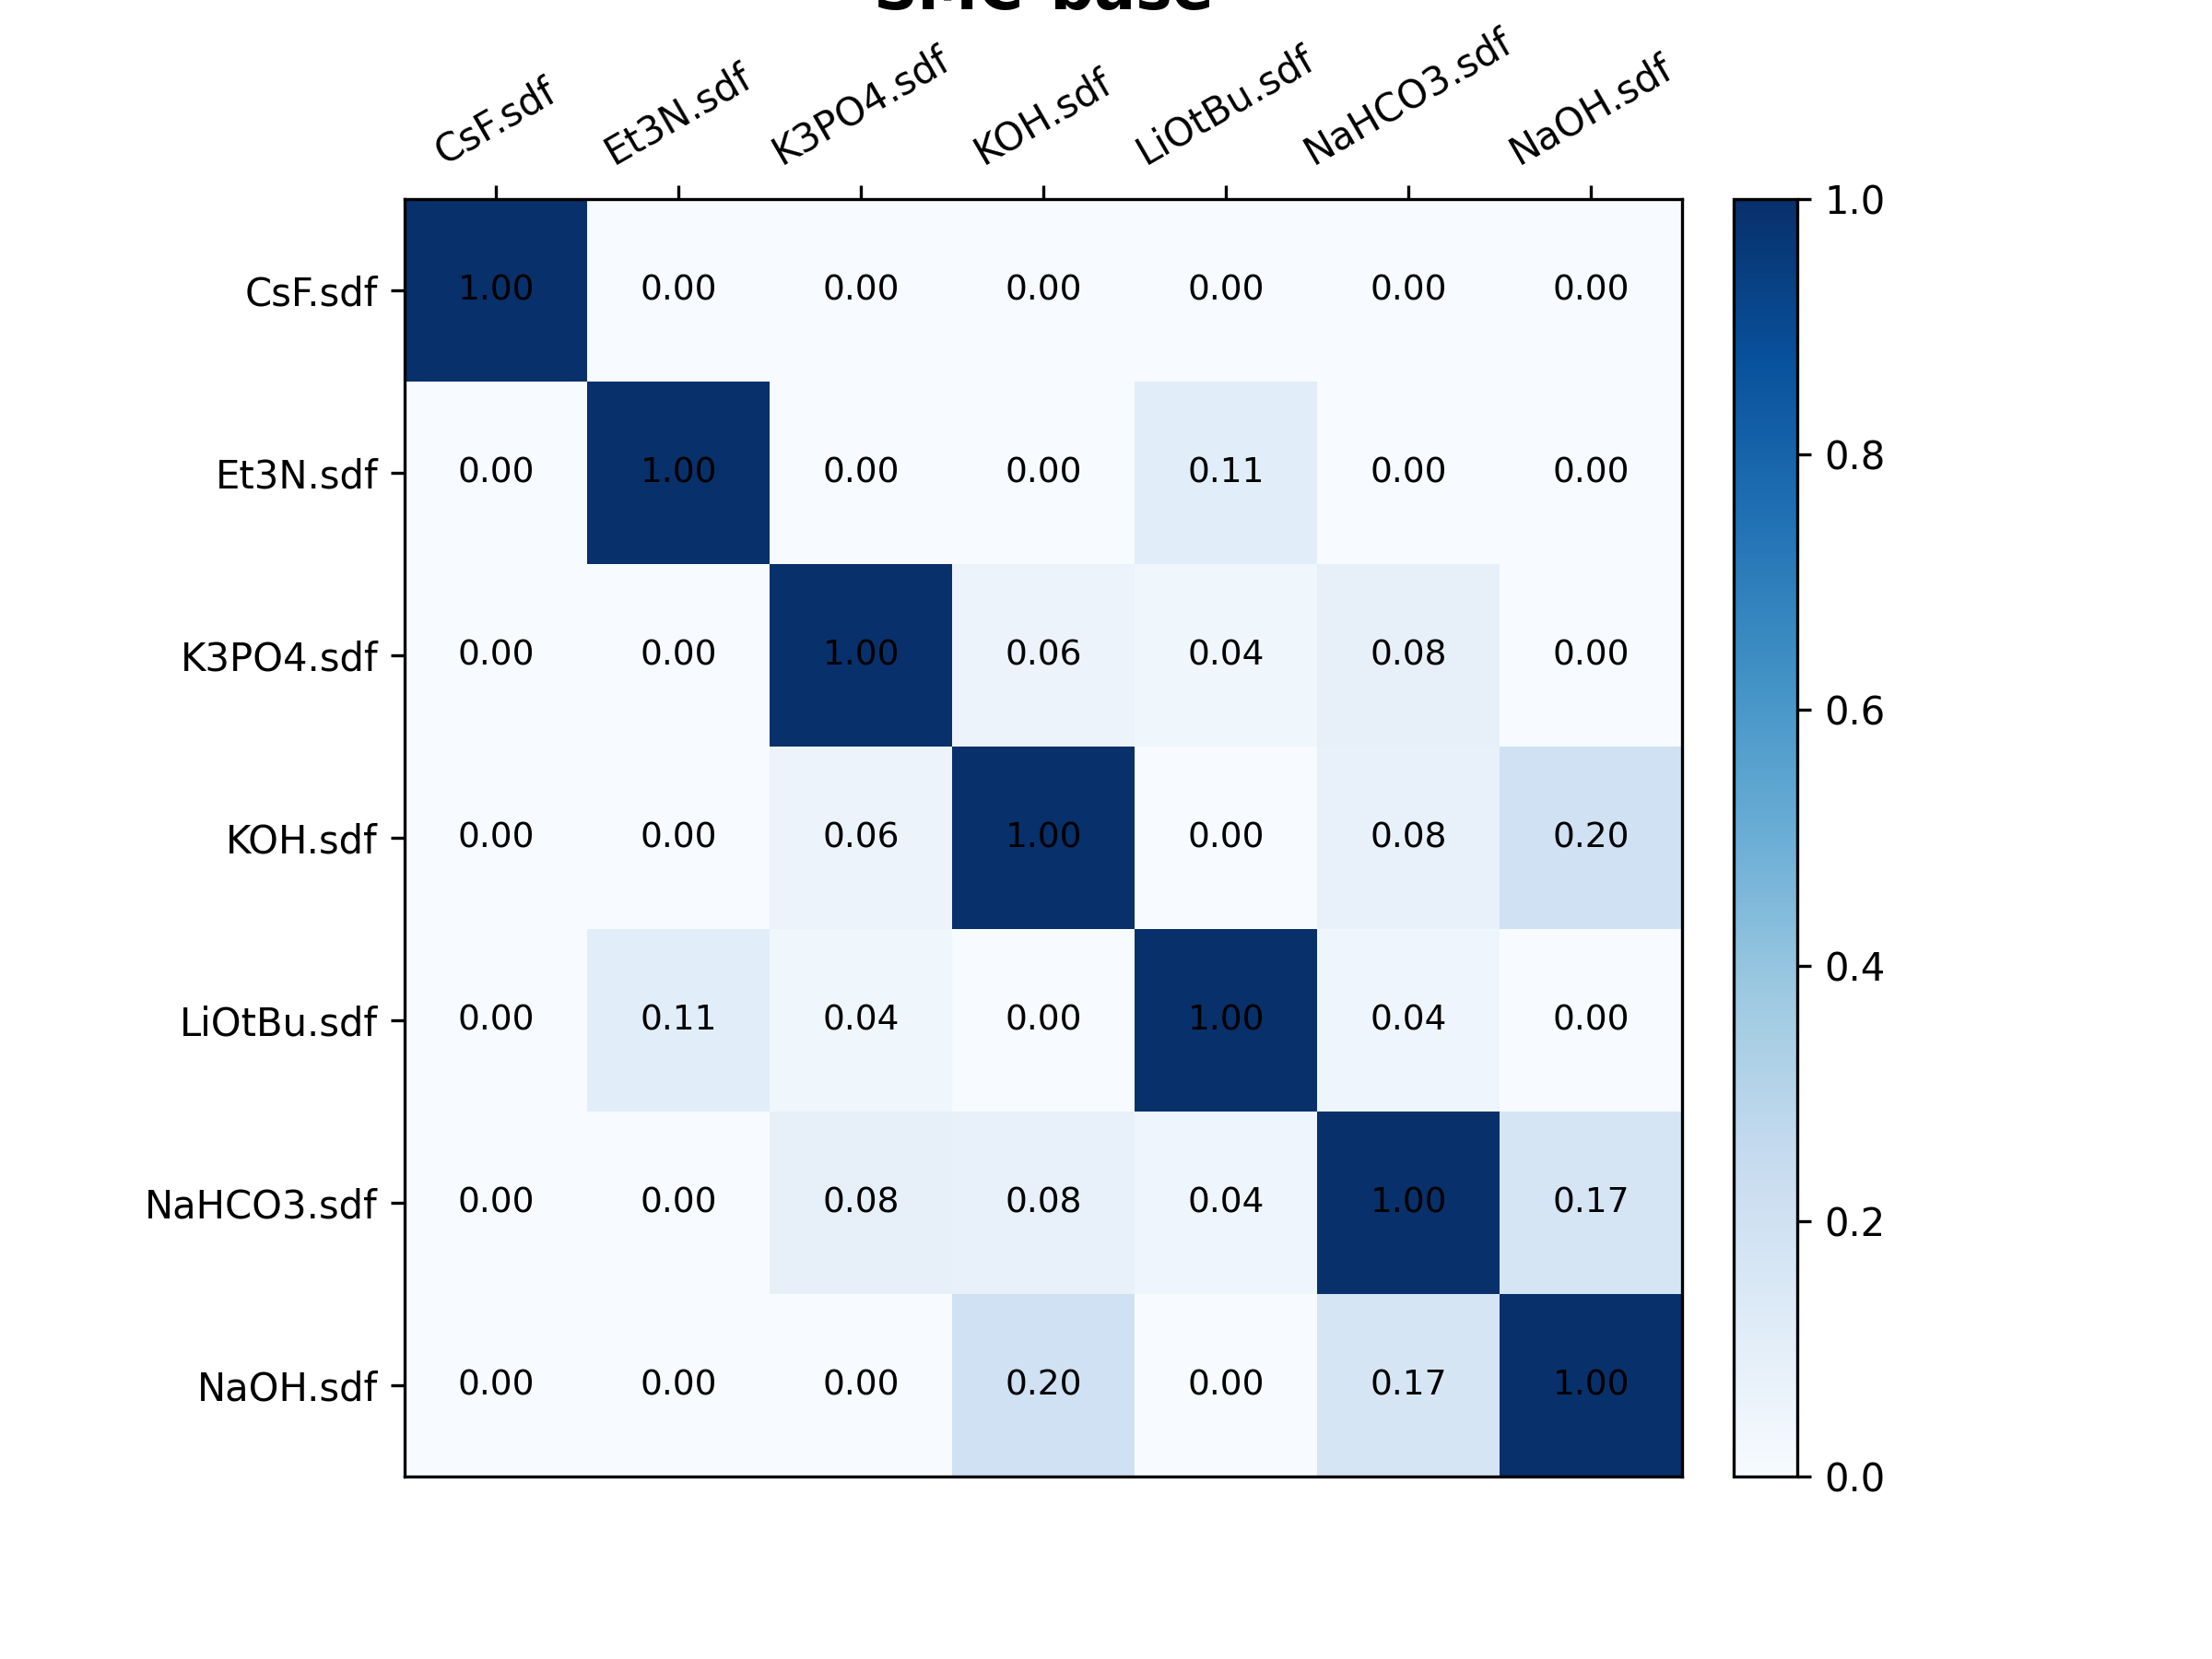 SMC base
CsF.sdf Et3N.sdf K3PO4.sdf KOH.sdf LiOtBu.sdf NaHCO3.sdf NaOH.sdf
CsF.sdf 1.00 0.00 0.00 0.00 0.00 0.00 0.00
Et3N.sdf 0.00 1.00 0.00 0.00 0.11 0.00 0.00
K3PO4.sdf 0.00 0.00 1.00 0.06 0.04 0.08 0.00
KOH.sdf 0.00 0.00 0.06 1.00 0.00 0.08 0.20
LiOtBu.sdf 0.00 0.11 0.04 0.00 1.00 0.04 0.00
NaHCO3.sdf 0.00 0.00 0.08 0.08 0.04 1.00 0.17
NaOH.sdf 0.00 0.00 0.00 0.20 0.00 0.17 1.00
1.0
0.8
0.6
0.4
0.2
0.0